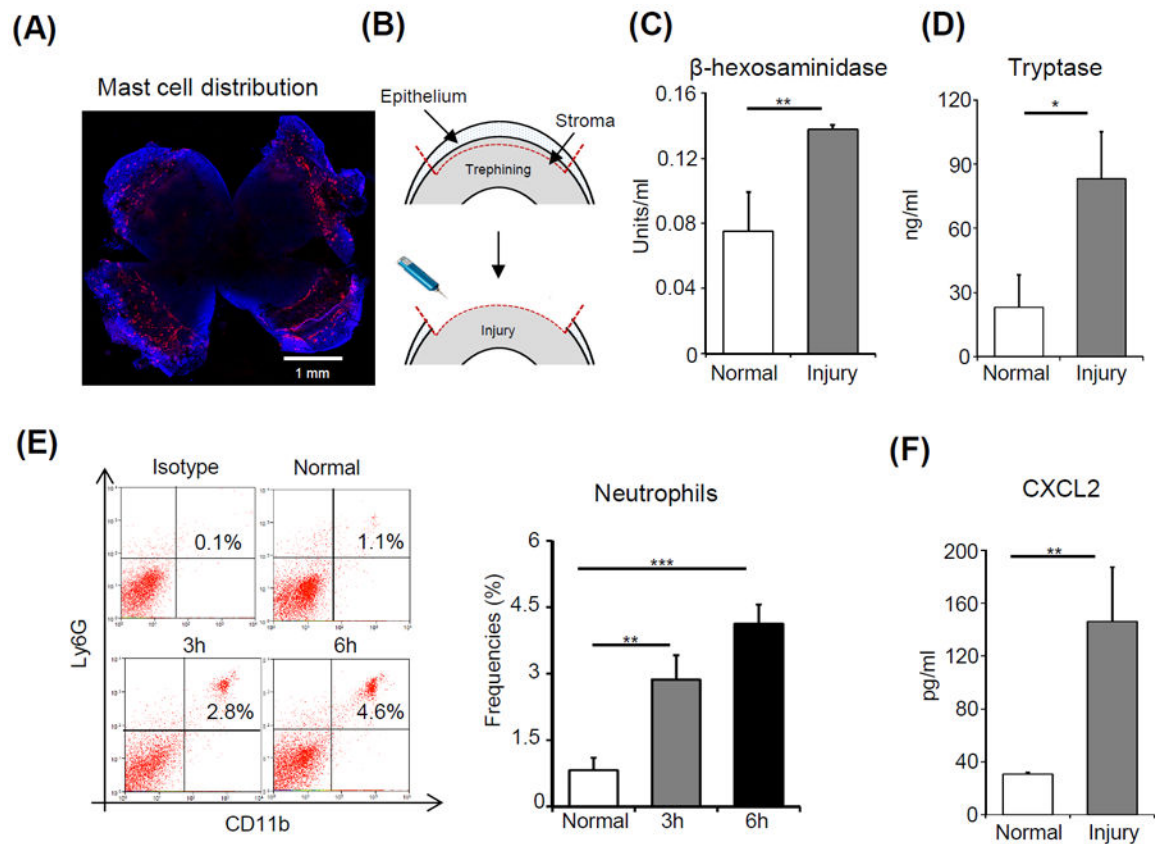 (A)
Mast cell distribution
1 mm
(B)
Epithelium
Stroma
Trephining
Injury
(C)
β-hexosaminidase
**
Units/ml
0.16
0.12
0.08
0.04
0
Normal Injury
(D)
Tryptase
*
ng/ml
120
90
60
30
0
Normal Injury
(E)
Isotype Normal
0.1% 1.1%
3h 6h
2.8% 4.6%
Ly6G
CD11b
Neutrophils
***
**
Frequencies (%)
6
4.5
3
1.5
0
Normal 3h 6h
(F)
CXCL2
**
pg/ml
200
160
120
80
40
0
Normal Injury